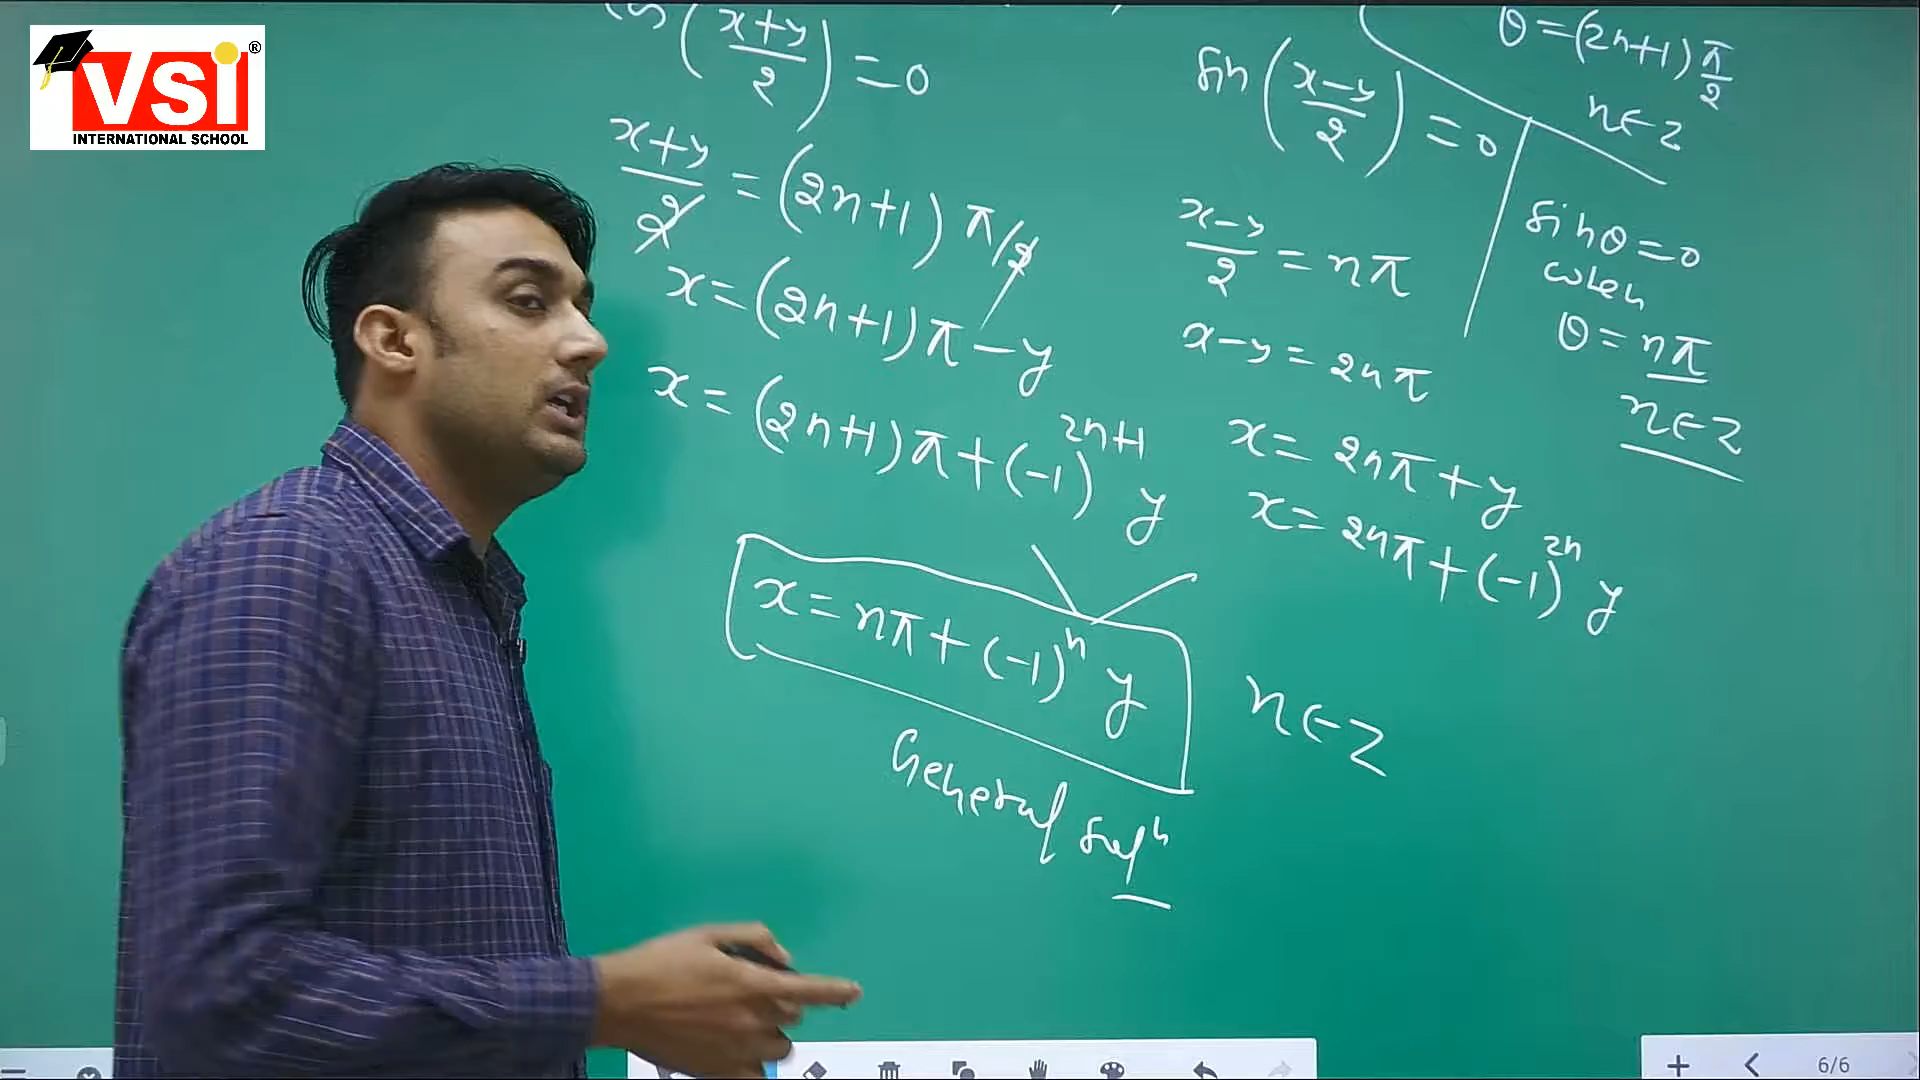 VSI®
INTERNATIONAL SCHOOL
(x+y/2) = 0
x+y/2 = (2n+1) π/2
x = (2n+1)π - y
x = (2n+1)π + (-1)^2n+1 y
x = nπ + (-1)^n y
n∈Z
General Solⁿ
sin (x-y/2) = 0
x-y/2 = nπ
x-y = 2nπ
x = 2nπ + y
x = 2nπ + (-1)^2n y
θ = (2n+1) π/2
n∈Z
sinθ = 0
when
θ = nπ
n∈Z
6/6